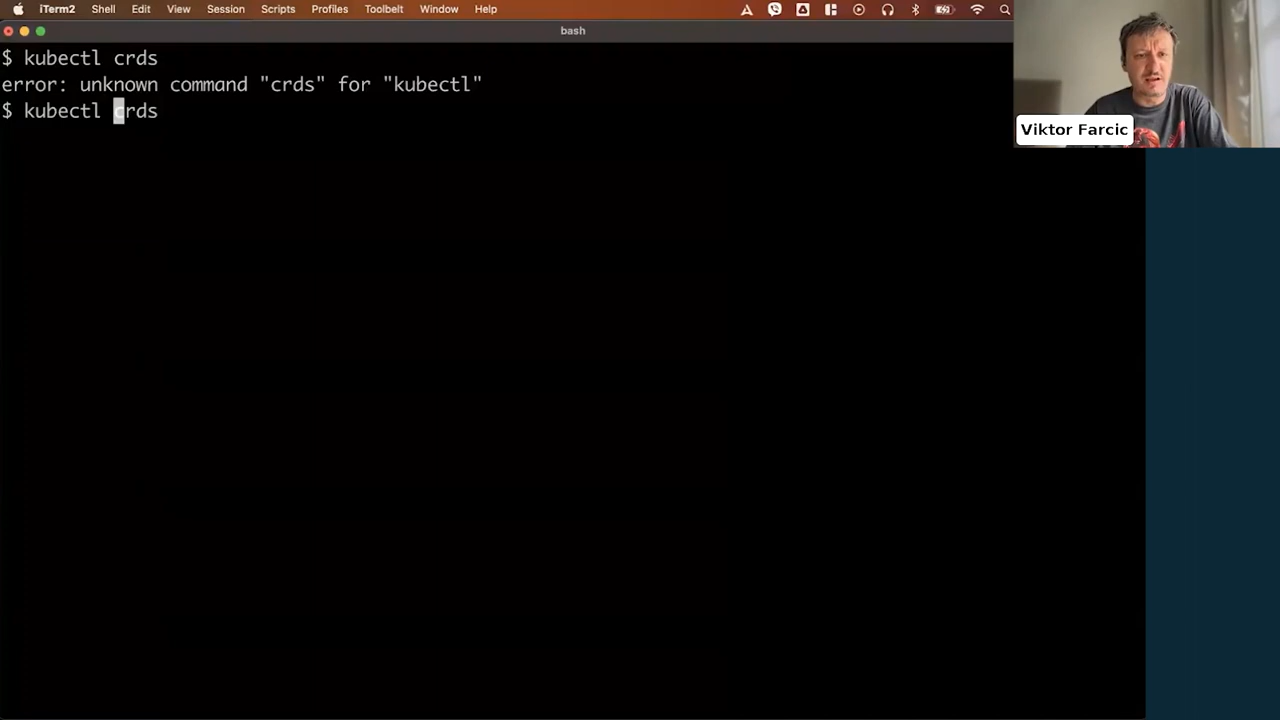 iTerm2 Shell Edit View Session Scripts Profiles Toolbelt Window Help
bash
$ kubectl crds
error: unknown command "crds" for "kubectl"
$ kubectl crds
Viktor Farcic